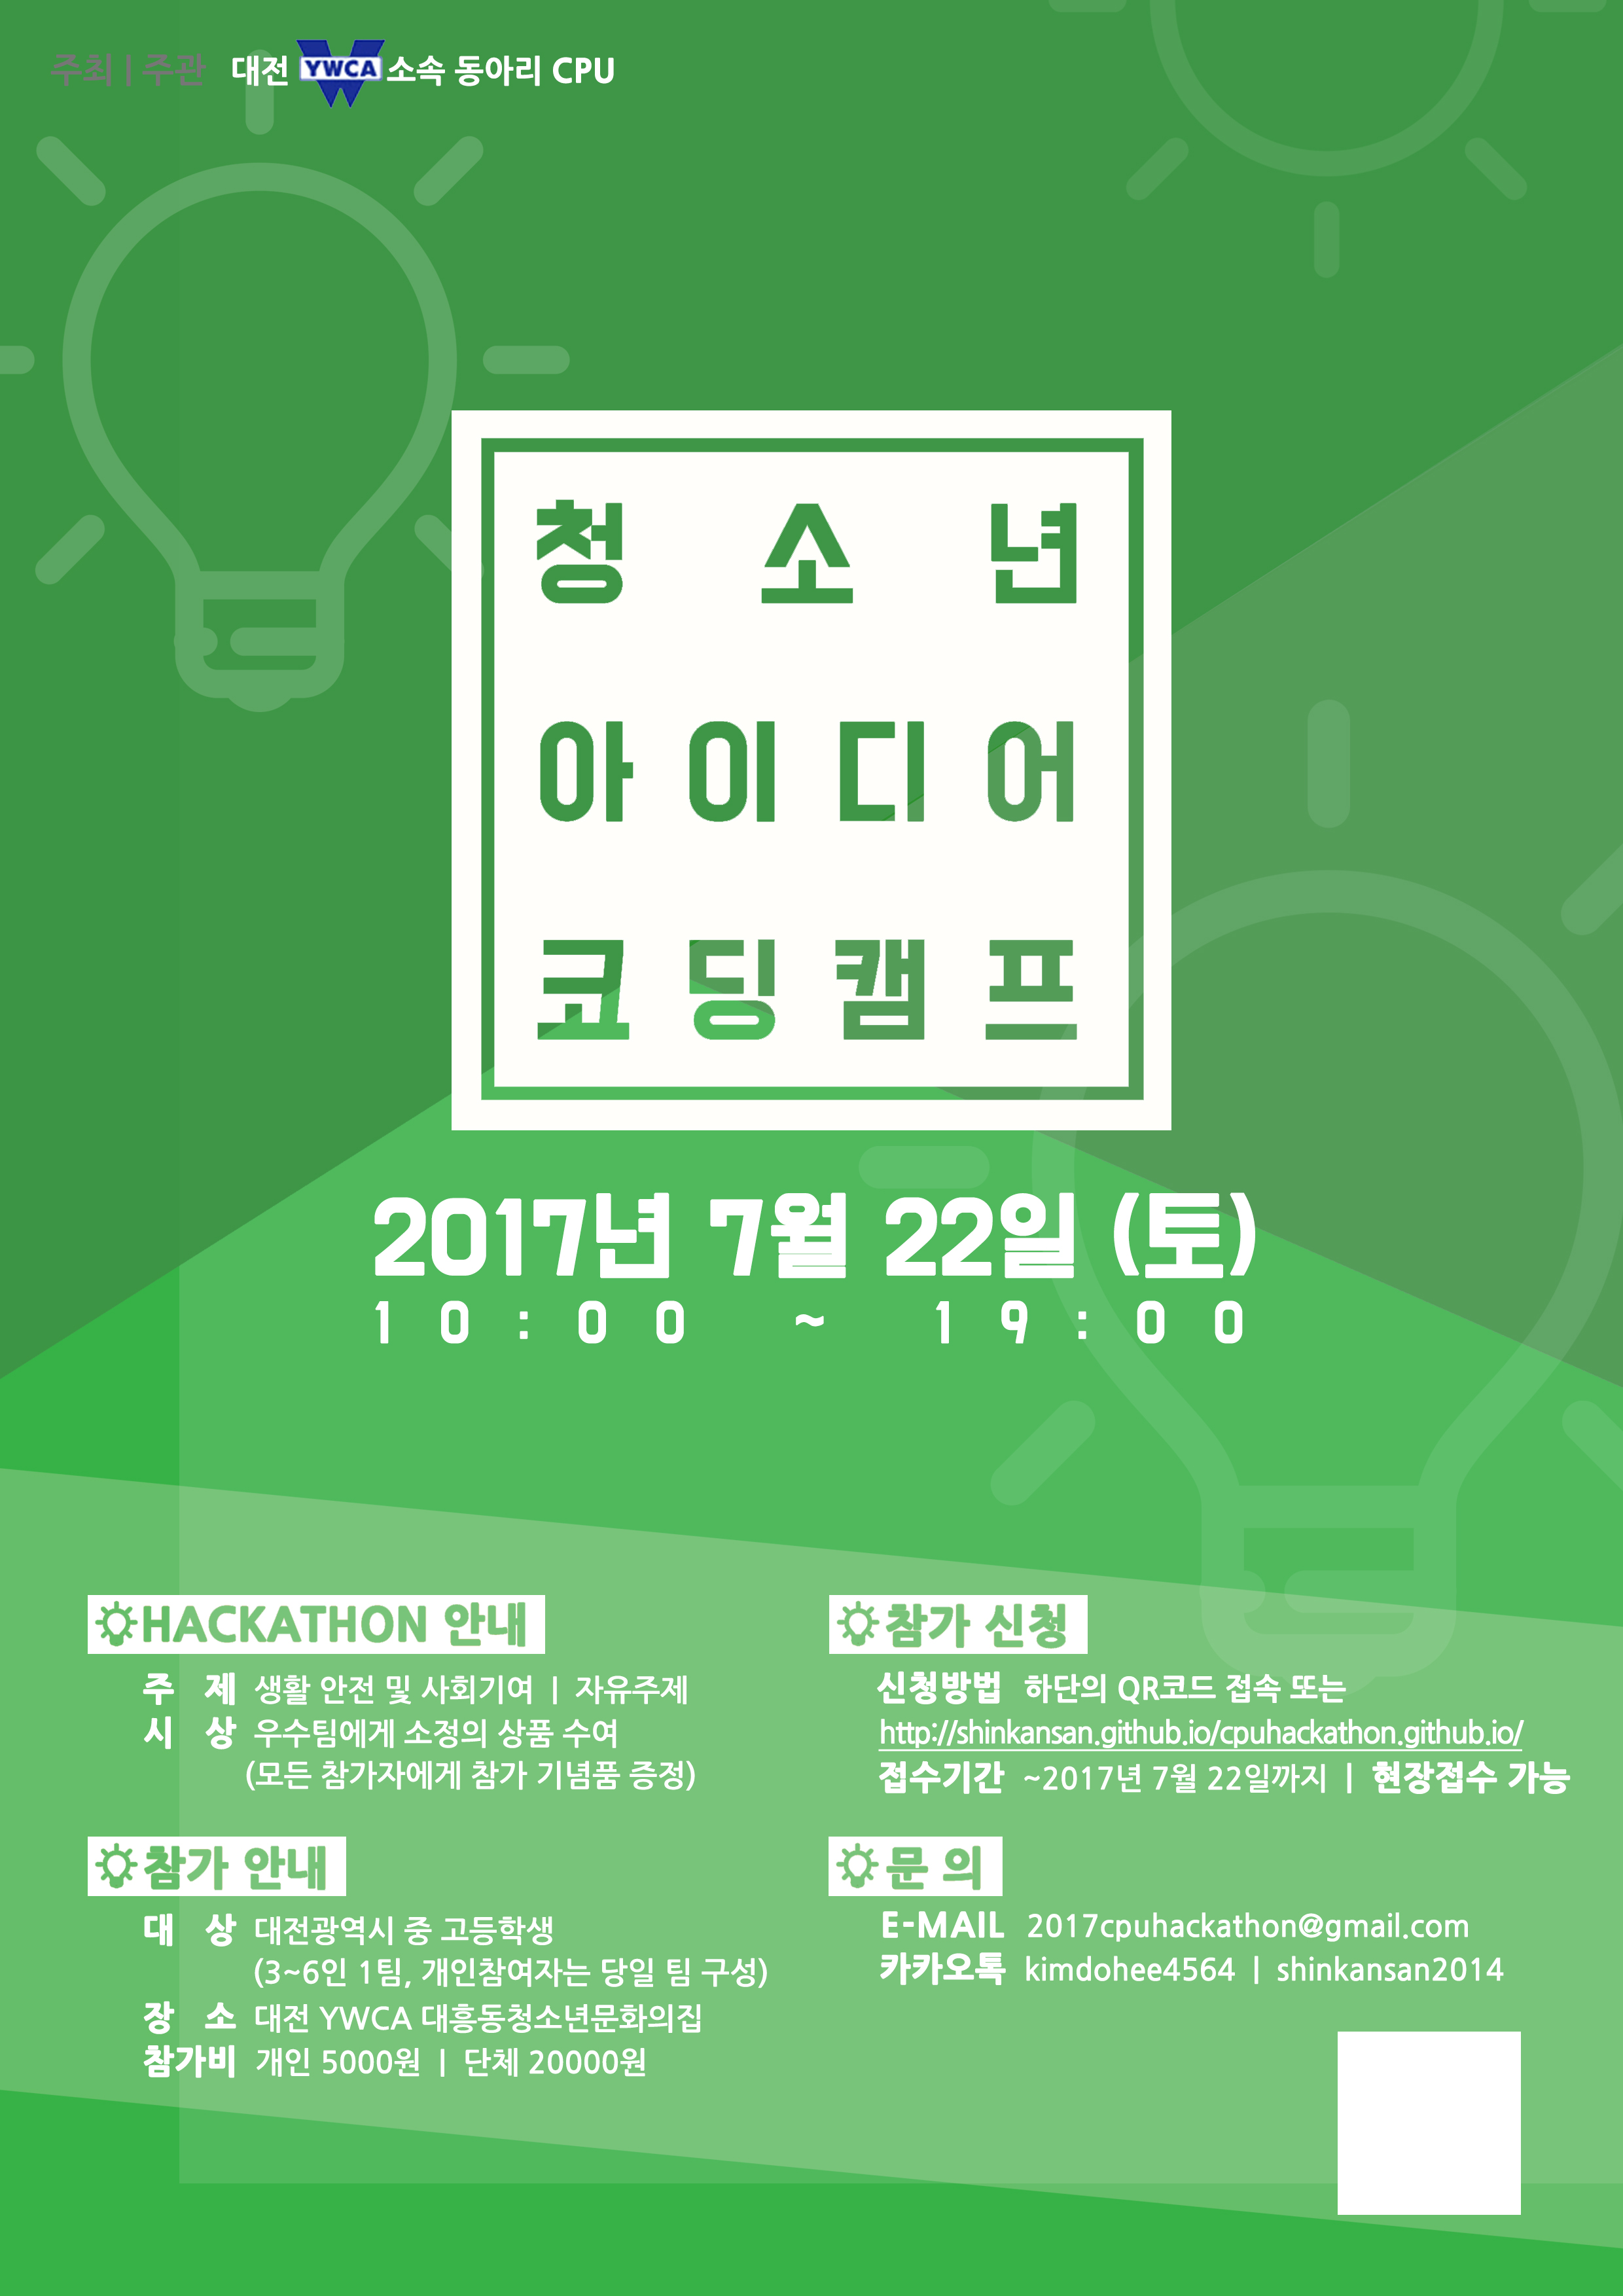 주최 | 주관 대전 YWCA 소속 동아리 CPU
청 소 년
아 이 디 어
코 딩 캠 프
2017년 7월 22일 (토)
10:00 ~ 19:00
HACKATHON 안내
주 제 생활 안전 및 사회기여 | 자유주제
시 상 우수팀에게 소정의 상품 수여
(모든 참가자에게 참가 기념품 증정)
참가 안내
대 상 대전광역시 중 고등학생
(3~6인 1팀, 개인참여자는 당일 팀 구성)
장 소 대전 YWCA 대흥동청소년문화의집
참가비 개인 5000원 | 단체 20000원
참가 신청
신청방법 하단의 QR코드 접속 또는
http://shinkansan.github.io/cpuhackathon.github.io/
접수기간 ~2017년 7월 22일까지 | 현장접수 가능
문 의
E-MAIL 2017cpuhackathon@gmail.com
카카오톡 kimdohee4564 | shinkansan2014